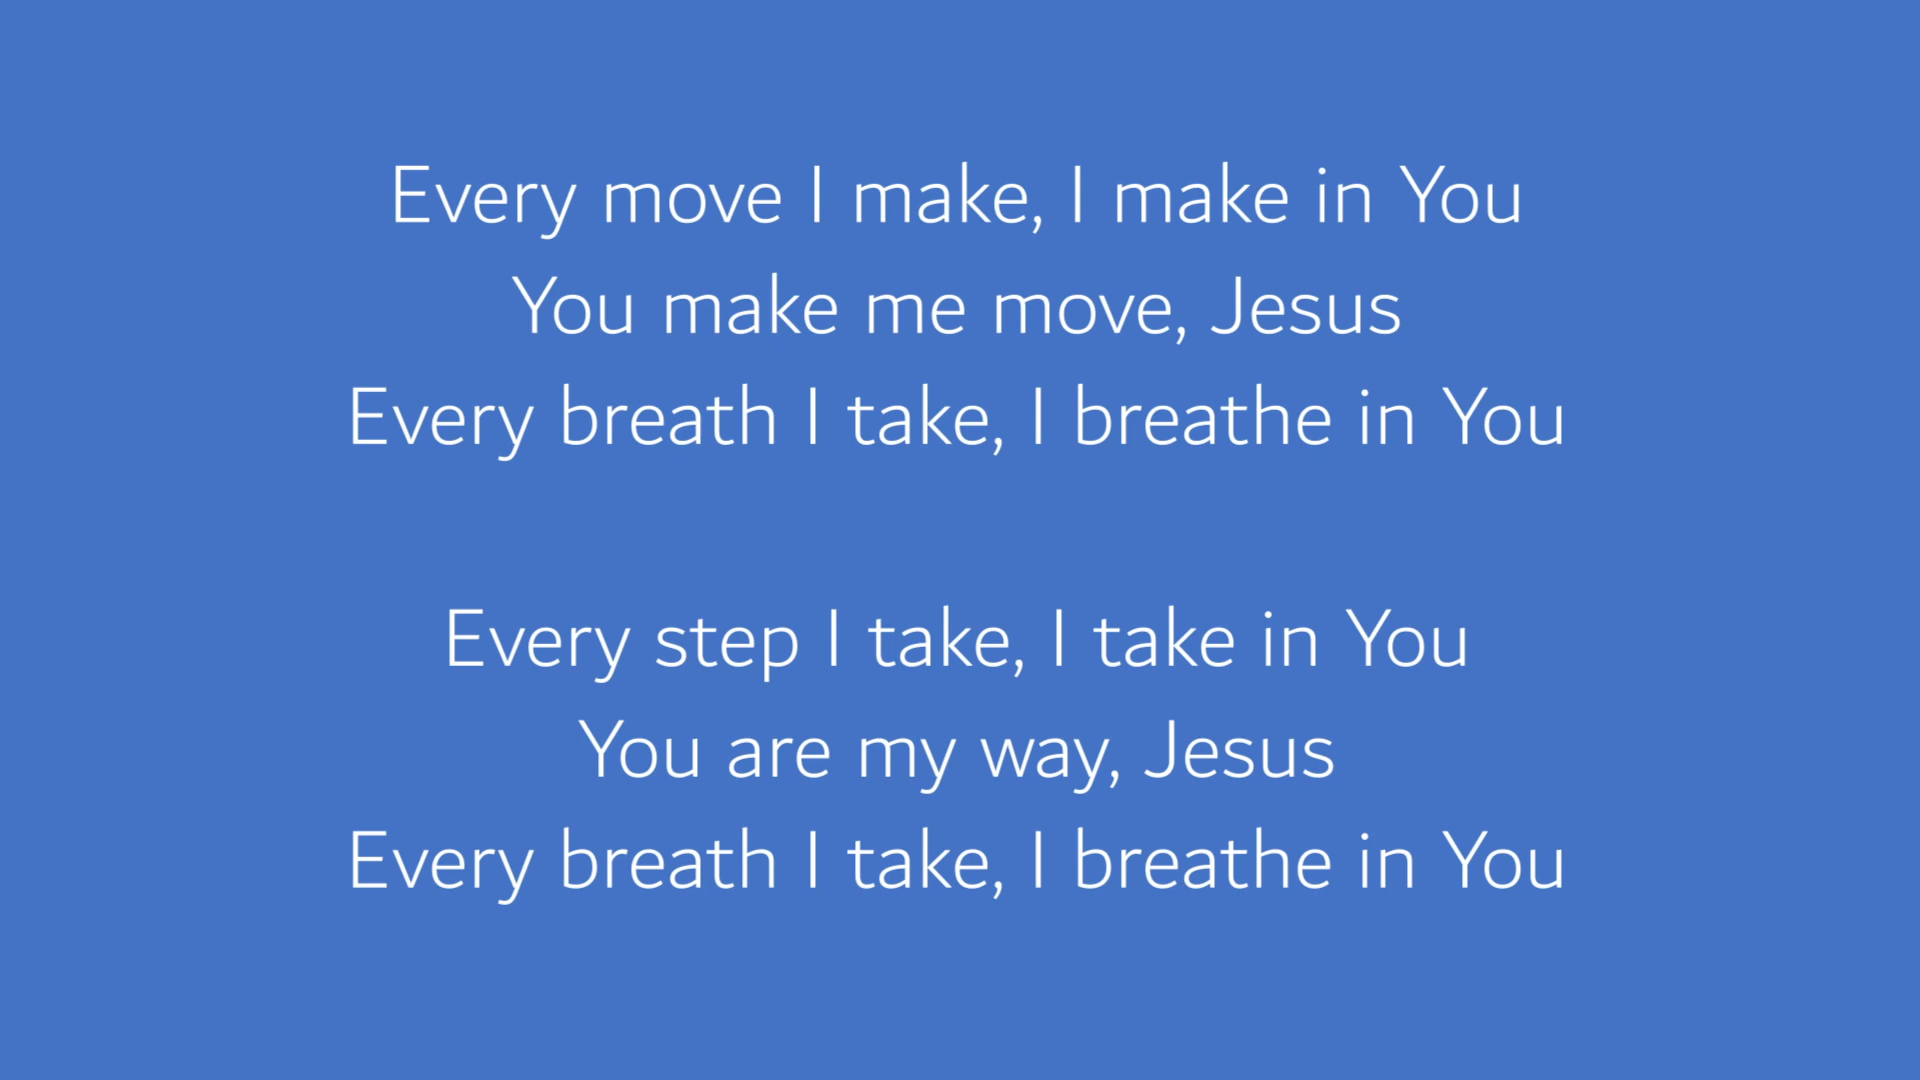 Every move I make, I make in You
You make me move, Jesus
Every breath I take, I breathe in You
Every step I take, I take in You
You are my way, Jesus
Every breath I take, I breathe in You